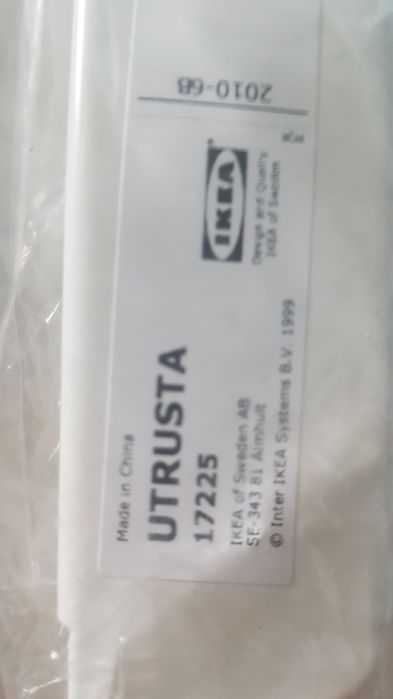 Made in China
UTRUSTA
17225
IKEA of Sweden AB
SE-343 81 Älmhult
© Inter IKEA Systems B.V. 1999
IKEA
Design and Quality
IKEA of Sweden
2010-68